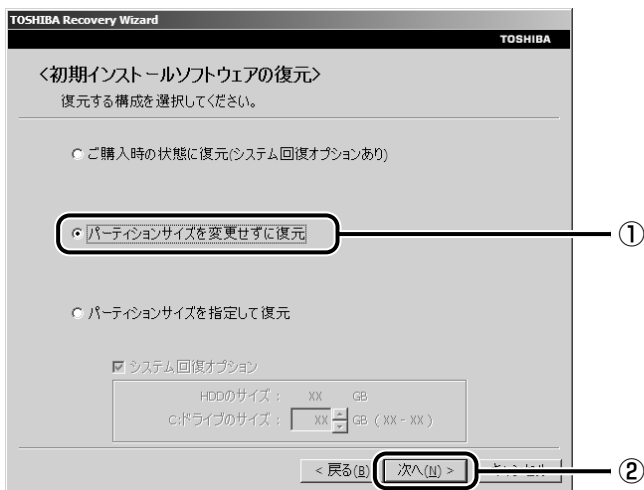 TOSHIBA Recovery Wizard
TOSHIBA
<初期インストールソフトウェアの復元>
復元する構成を選択してください。
ご購入時の状態に復元(システム回復オプションあり)
パーティションサイズを変更せずに復元
①
パーティションサイズを指定して復元
システム回復オプション
HDDのサイズ： XX GB
C:ドライブのサイズ： XX GB ( XX - XX )
< 戻る(B) 次へ(N) >
②